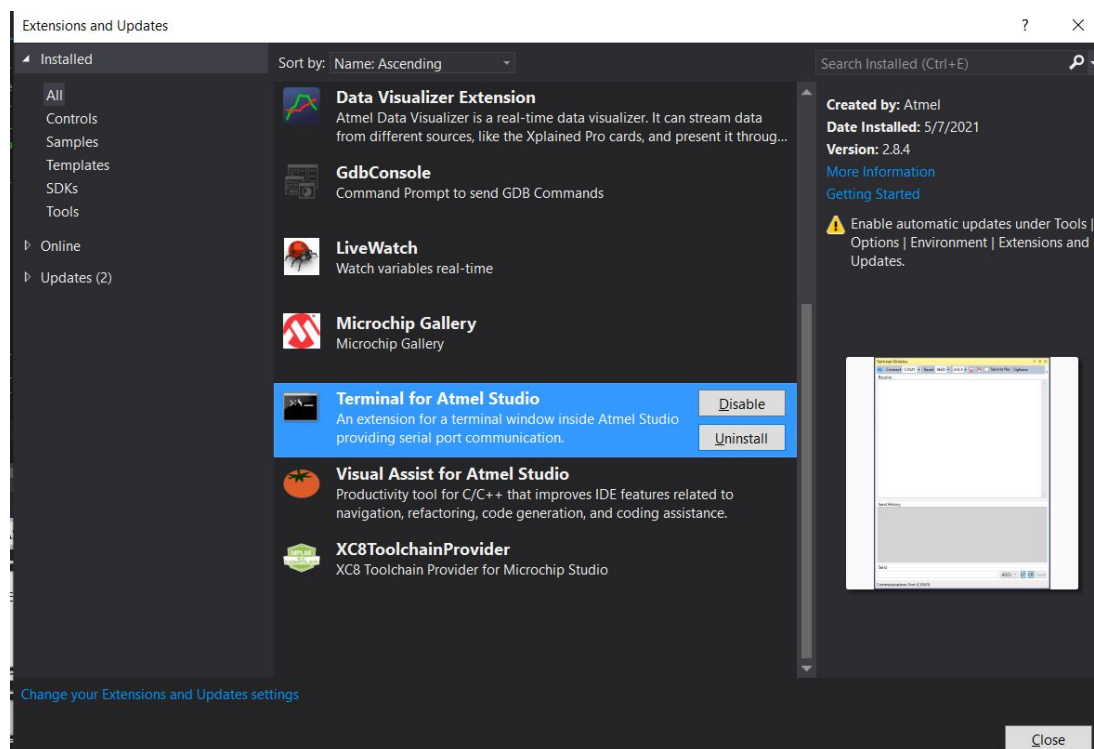 Extensions and Updates
? ×
Installed
All
Controls
Samples
Templates
SDKs
Tools
Online
Updates (2)
Sort by: Name: Ascending
Data Visualizer Extension
Atmel Data Visualizer is a real-time data visualizer. It can stream data
from different sources, like the Xplained Pro cards, and present it throug...
GdbConsole
Command Prompt to send GDB Commands
LiveWatch
Watch variables real-time
Microchip Gallery
Microchip Gallery
Terminal for Atmel Studio
An extension for a terminal window inside Atmel Studio
providing serial port communication.
Disable
Uninstall
Visual Assist for Atmel Studio
Productivity tool for C/C++ that improves IDE features related to
navigation, refactoring, code generation, and coding assistance.
XC8ToolchainProvider
XC8 Toolchain Provider for Microchip Studio
Search Installed (Ctrl+E)
Created by: Atmel
Date Installed: 5/7/2021
Version: 2.8.4
More Information
Getting Started
Enable automatic updates under Tools |
Options | Environment | Extensions and
Updates.
Terminal Window
Receive
Send History
Send
Change your Extensions and Updates settings
Close